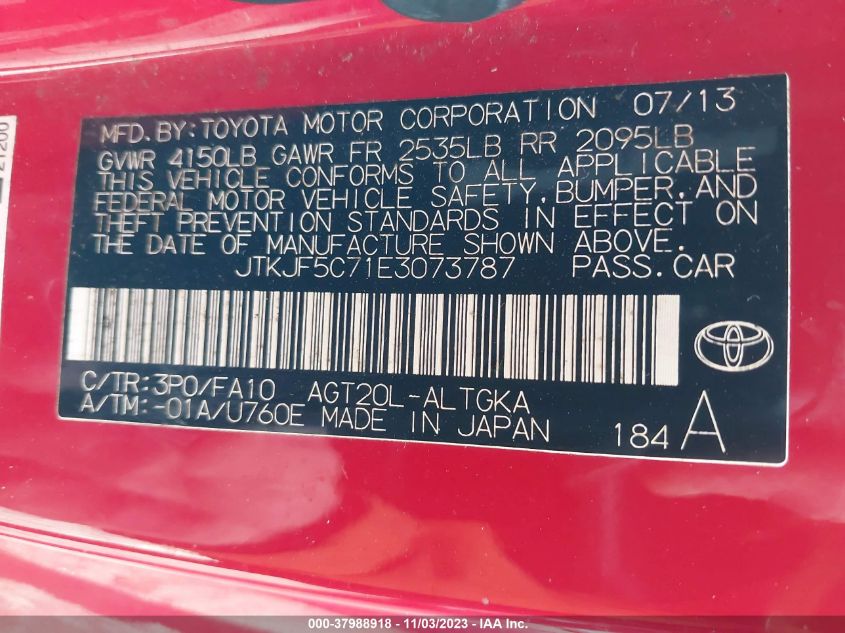 21200
MFD. BY: TOYOTA MOTOR CORPORATION 07/13
GVWR 4150LB GAWR FR 2535LB RR 2095LB
THIS VEHICLE CONFORMS TO ALL APPLICABLE
FEDERAL MOTOR VEHICLE SAFETY, BUMPER, AND
THEFT PREVENTION STANDARDS IN EFFECT ON
THE DATE OF MANUFACTURE SHOWN ABOVE.
JTKJF5C71E3073787 PASS.CAR
C/TR: 3P0/FA10 AGT20L-ALTGKA
A/TM: -01A/U760E MADE IN JAPAN
184 A
000-37988918 - 11/03/2023 - IAA Inc.